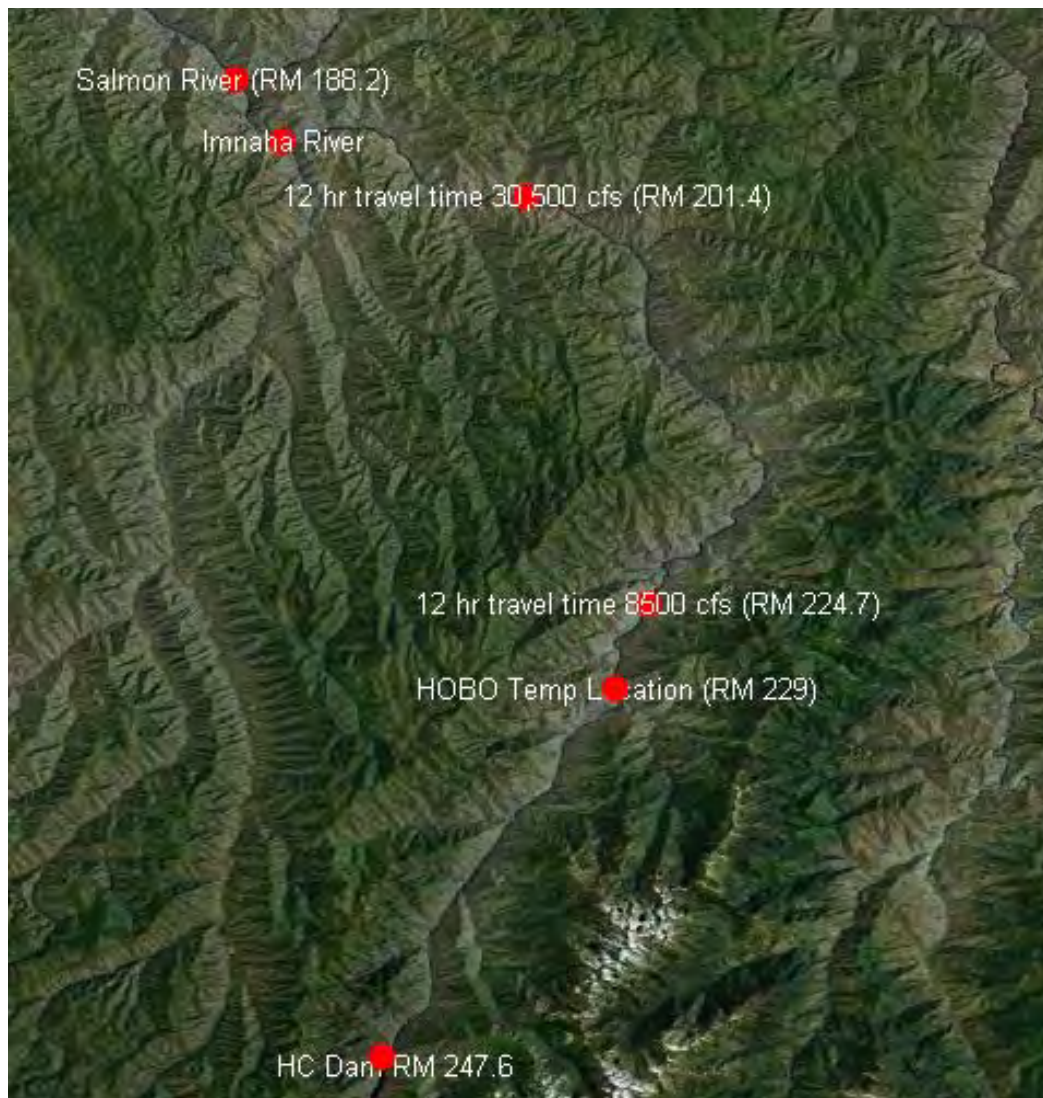 Salmon River (RM 188.2)
Imnaha River
12 hr travel time 30,500 cfs (RM 201.4)
12 hr travel time 8500 cfs (RM 224.7)
HOBO Temp Location (RM 229)
HC Dam RM 247.6